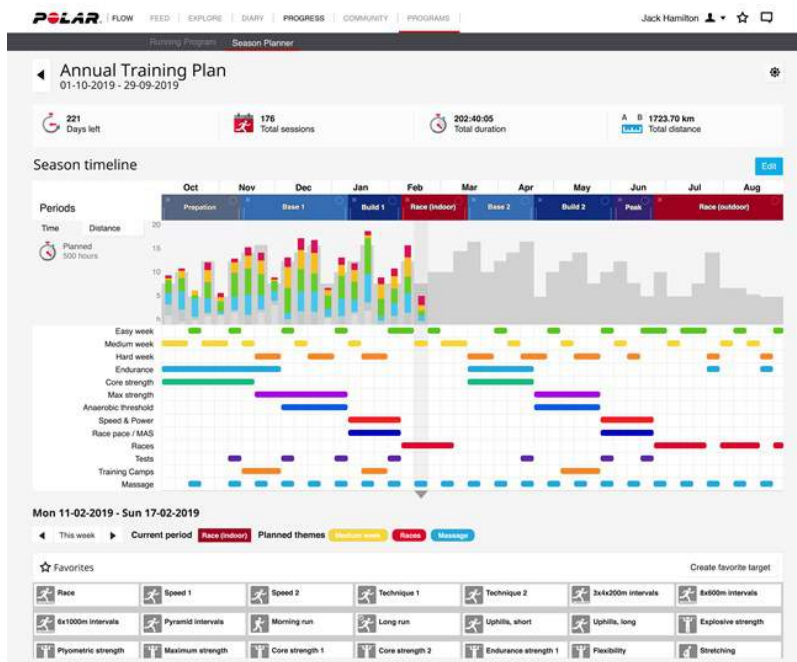 POLAR. FLOW FEED EXPLORE DIARY PROGRESS COMMUNITY PROGRAMS Jack Hamilton
Running Program Season Planner
Annual Training Plan
01-10-2019 - 29-09-2019
221 176 202:40:05 A B 1723.70 km
Days left Total sessions Total duration Total distance
Season timeline Edit
Oct Nov Dec Jan Feb Mar Apr May Jun Jul Aug
Periods Prepation Base 1 Build 1 Race (indoor) Base 2 Build 2 Peak Race (outdoor)
Time Distance 20
Planned 15
500 hours
10
5
h
Easy week
Medium week
Hard week
Endurance
Core strength
Max strength
Anaerobic threshold
Speed & Power
Race pace / MAS
Races
Tests
Training Camps
Massage
Mon 11-02-2019 - Sun 17-02-2019
This week Current period Race (indoor) Planned themes Medium week Races Massage
Favorites Create favorite target
Race Speed 1 Speed 2 Technique 1 Technique 2 3x4x200m intervals 8x600m intervals
6x1000m intervals Pyramid intervals Morning run Long run Uphills, short Uphills, long Explosive strength
Plyometric strength Maximum strength Core strength 1 Core strength 2 Endurance strength 1 Flexibility Stretching